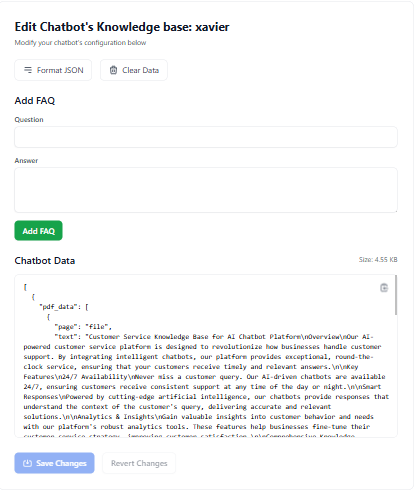 Edit Chatbot's Knowledge base: xavier
Modify your chatbot's configuration below
Format JSON
Clear Data
Add FAQ
Question
Answer
Add FAQ
Chatbot Data
Size: 4.55 KB
[
{
"pdf_data": [
{
"page": "file",
"text": "Customer Service Knowledge Base for AI Chatbot Platform\nOverview\nOur AI-
powered customer service platform is designed to revolutionize how businesses handle customer
support. By integrating intelligent chatbots, our platform provides exceptional, round-the-
clock service, ensuring that your customers receive timely and relevant answers.\n\nKey
Features\n24/7 Availability\nNever miss a customer query. Our AI-driven chatbots are available
24/7, ensuring customers receive consistent support at any time of the day or night.\n\nSmart
Responses\nPowered by cutting-edge artificial intelligence, our chatbots provide responses that
understand the context of the customer's query, delivering accurate and relevant
solutions.\n\nAnalytics & Insights\nGain valuable insights into customer behavior and needs
with our platform's robust analytics tools. These features help businesses fine-tune their
customer service strategy, improving customer satisfaction.\n\nComprehensive Knowledge
Save Changes
Revert Changes